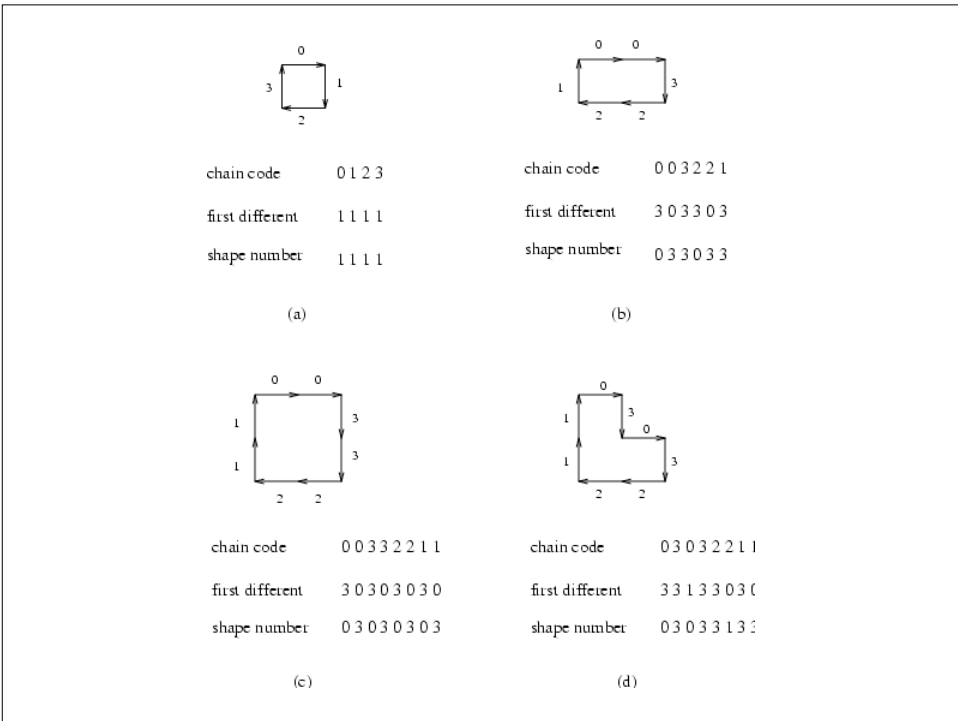 0
3 1
2
chain code 0 1 2 3
first different 1 1 1 1
shape number 1 1 1 1
(a)
0 0
1 3
2 2
chain code 0 0 3 2 2 1
first different 3 0 3 3 0 3
shape number 0 3 3 0 3 3
(b)
0 0
1 3
1 3
2 2
chain code 0 0 3 3 2 2 1 1
first different 3 0 3 0 3 0 3 0
shape number 0 3 0 3 0 3 0 3
(c)
0
1 3
0
1 3
2 2
chain code 0 3 0 3 2 2 1 1
first different 3 3 1 3 3 0 3 0
shape number 0 3 0 3 3 1 3 3
(d)